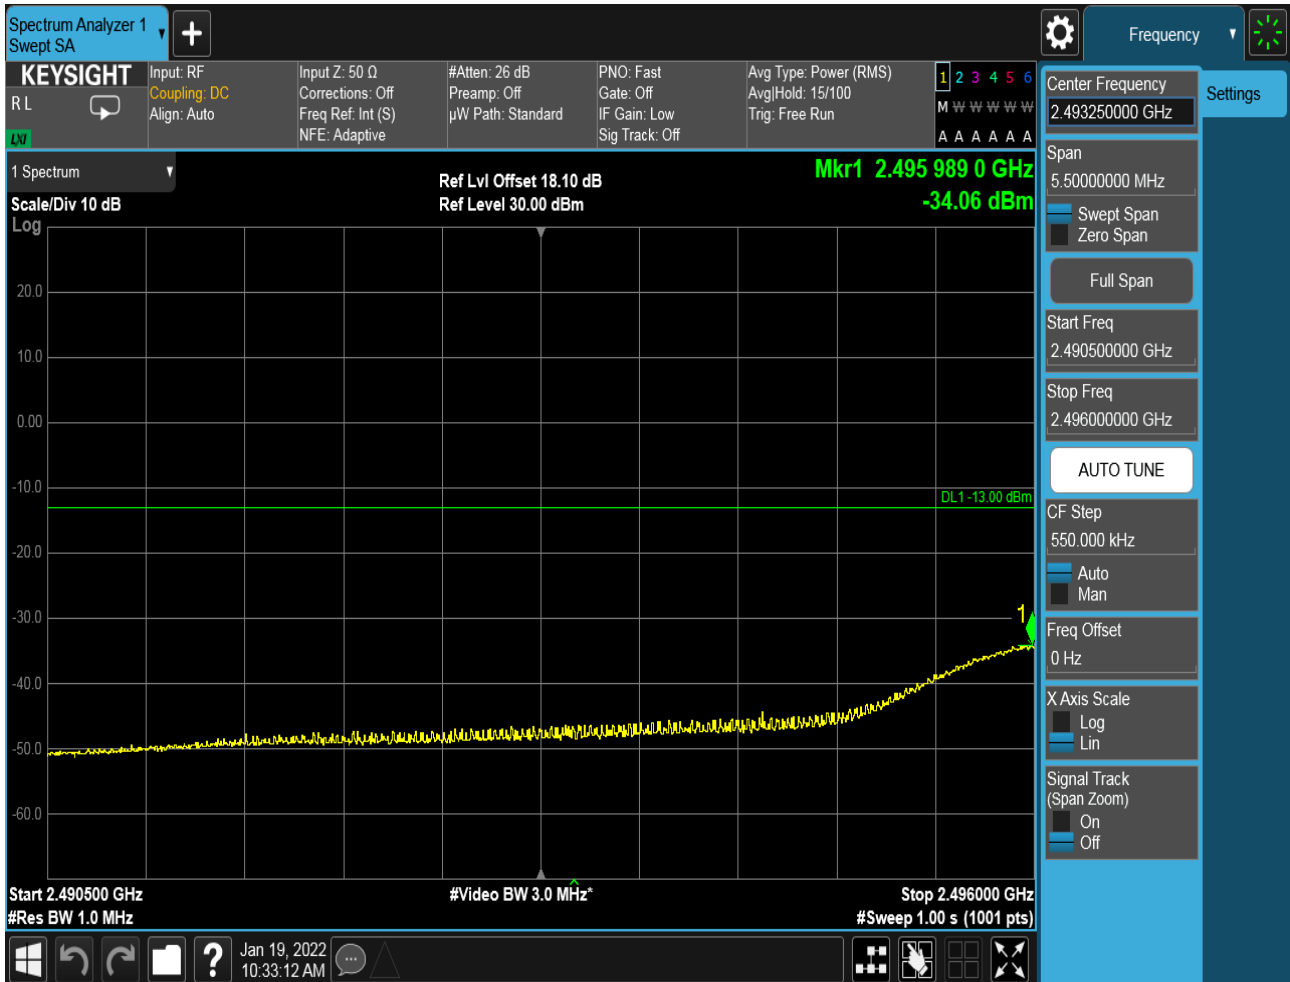 Spectrum Analyzer 1
Swept SA
Frequency
KEYSIGHT
R L
LXI
Input: RF
Coupling: DC
Align: Auto
Input Z: 50 Ω
Corrections: Off
Freq Ref: Int (S)
NFE: Adaptive
#Atten: 26 dB
Preamp: Off
µW Path: Standard
PNO: Fast
Gate: Off
IF Gain: Low
Sig Track: Off
Avg Type: Power (RMS)
Avg|Hold: 15/100
Trig: Free Run
1 2 3 4 5 6
M W W W W W
A A A A A A
1 Spectrum
Scale/Div 10 dB
Log
Ref Lvl Offset 18.10 dB
Ref Level 30.00 dBm
Mkr1 2.495 989 0 GHz
-34.06 dBm
20.0
10.0
0.00
-10.0
DL1 -13.00 dBm
-20.0
-30.0
1
-40.0
-50.0
-60.0
Start 2.490500 GHz
#Res BW 1.0 MHz
#Video BW 3.0 MHz*
Stop 2.496000 GHz
#Sweep 1.00 s (1001 pts)
Jan 19, 2022
10:33:12 AM
?
Center Frequency
2.493250000 GHz
Settings
Span
5.50000000 MHz
Swept Span
Zero Span
Full Span
Start Freq
2.490500000 GHz
Stop Freq
2.496000000 GHz
AUTO TUNE
CF Step
550.000 kHz
Auto
Man
Freq Offset
0 Hz
X Axis Scale
Log
Lin
Signal Track
(Span Zoom)
On
Off